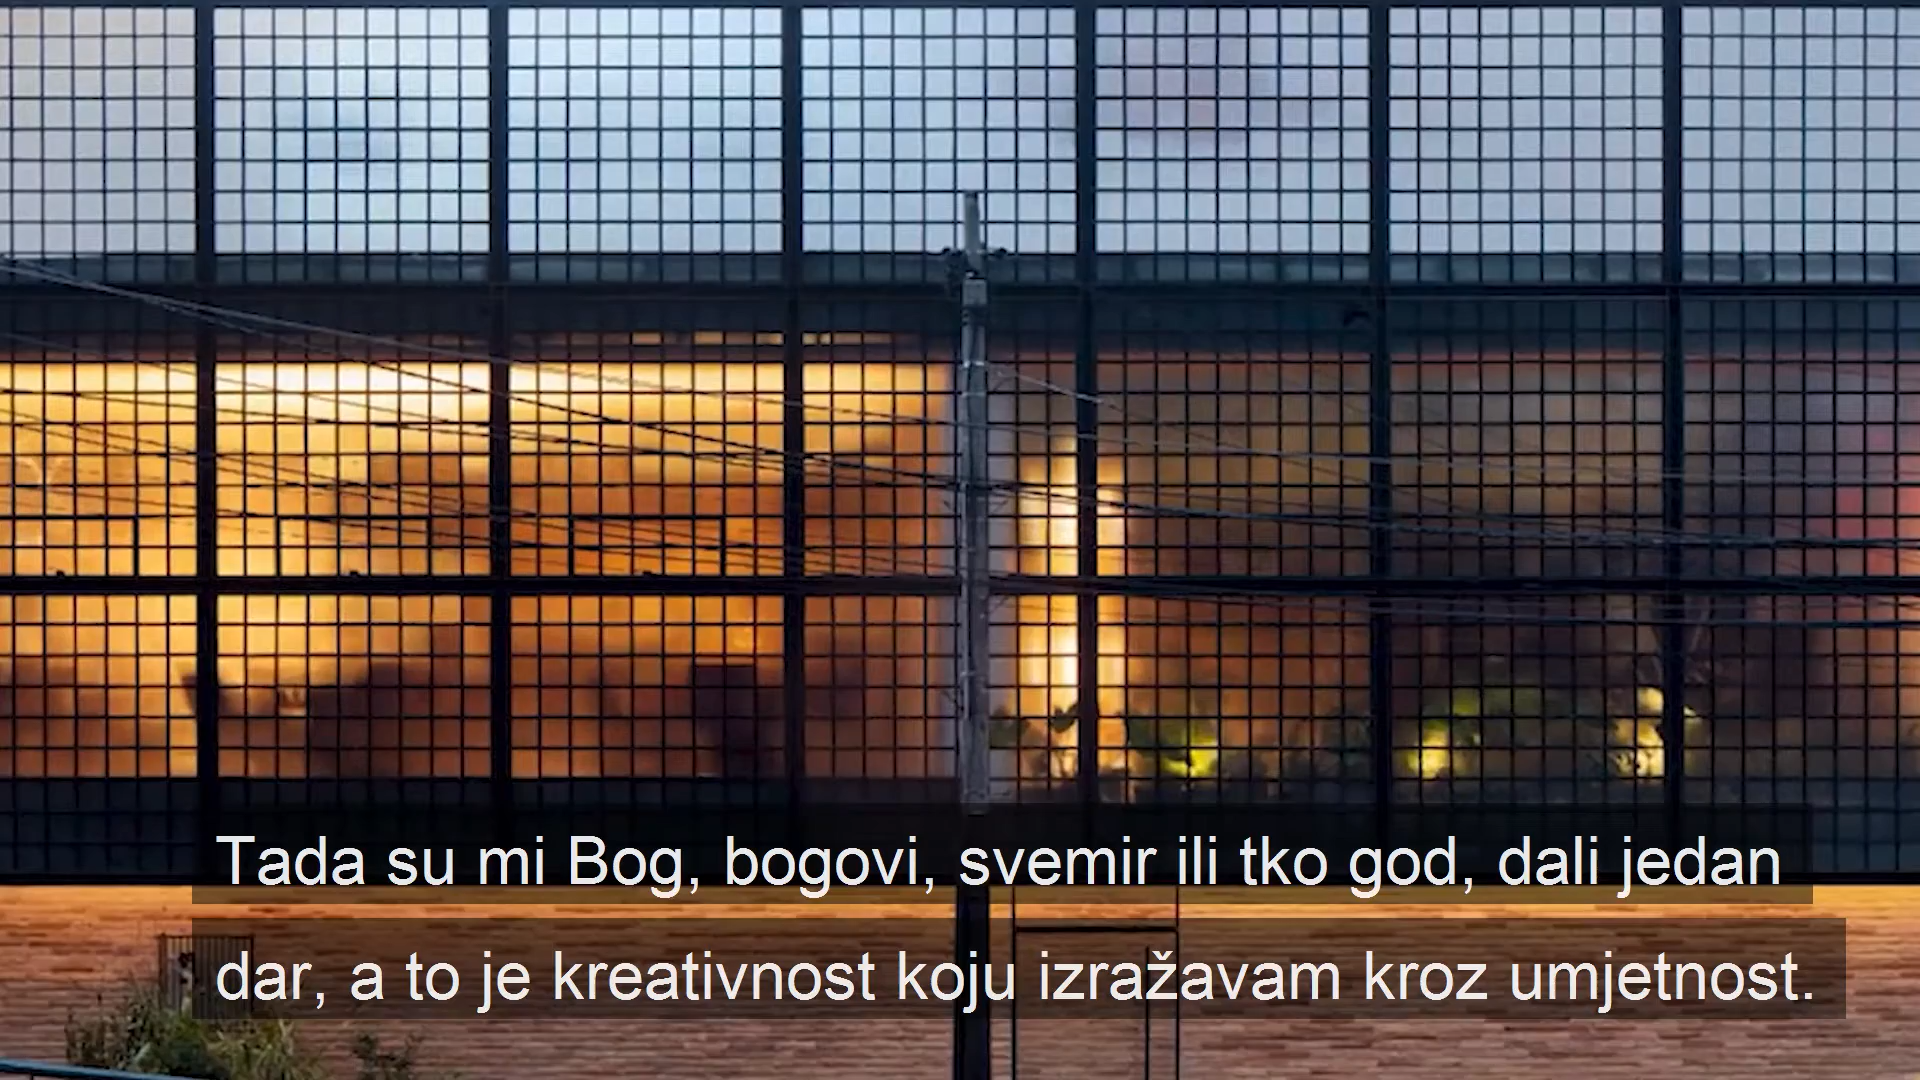 Tada su mi Bog, bogovi, svemir ili tko god, dali jedan
dar, a to je kreativnost koju izražavam kroz umjetnost.